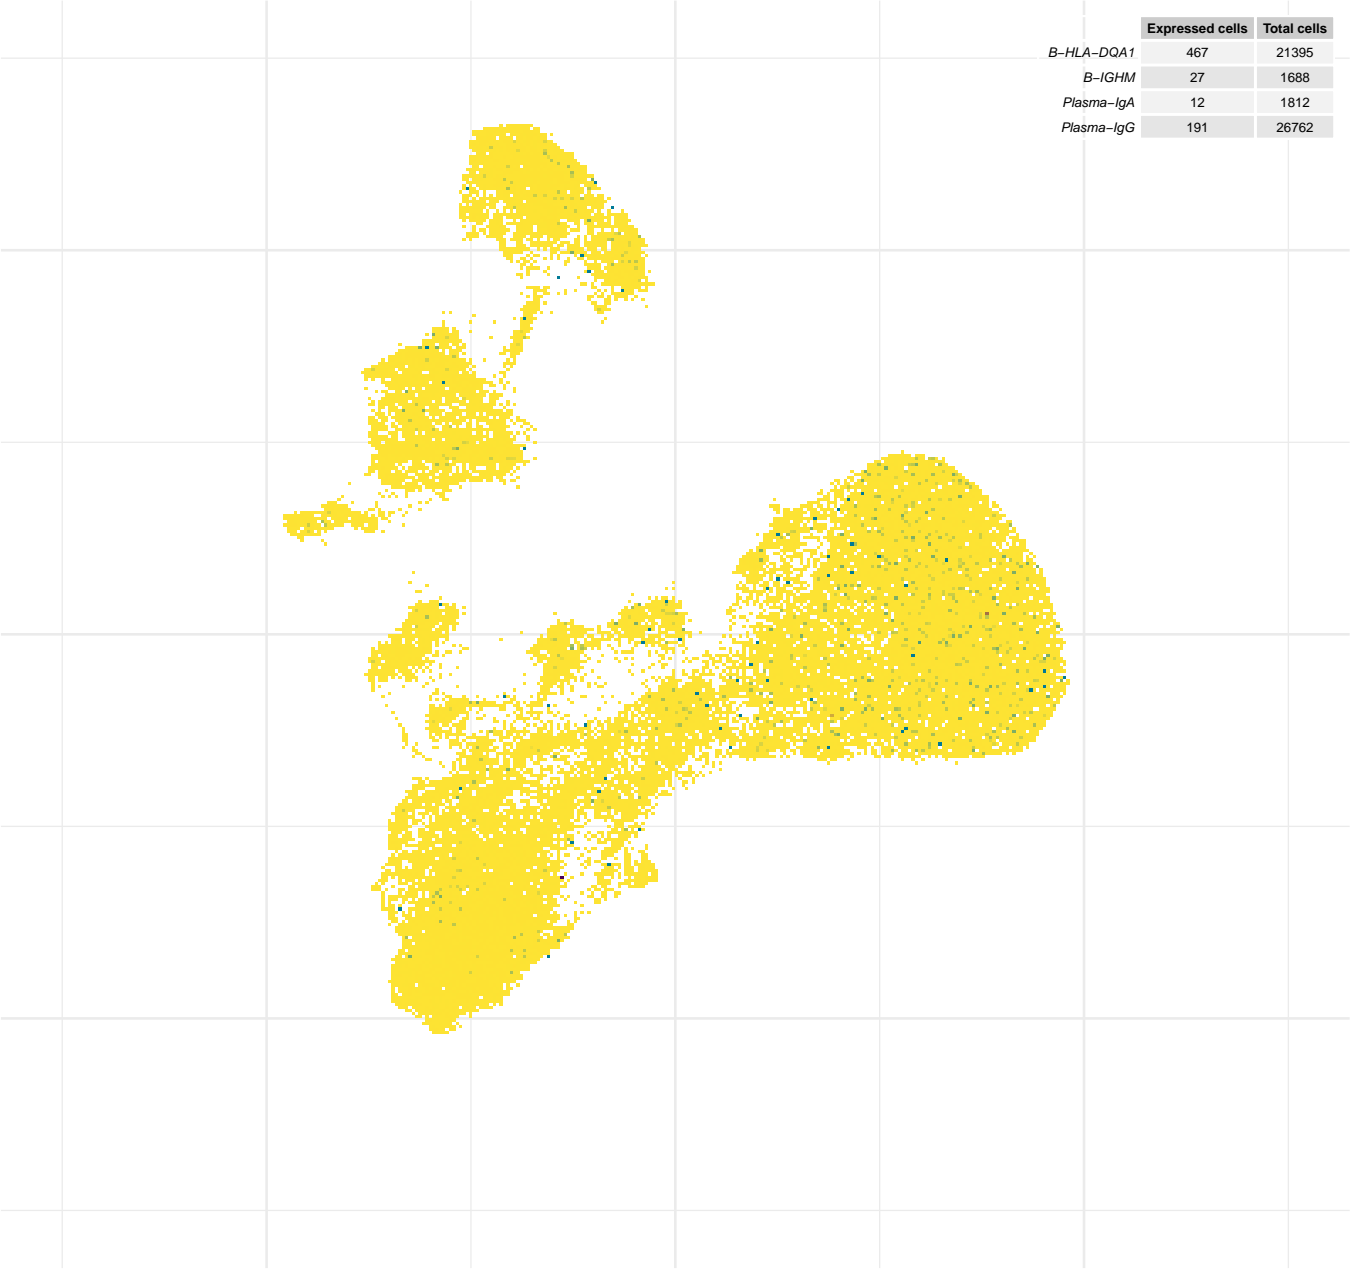 Expressed cells Total cells
B−HLA−DQA1 467 21395
B−IGHM 27 1688
Plasma−IgA 12 1812
Plasma−IgG 191 26762